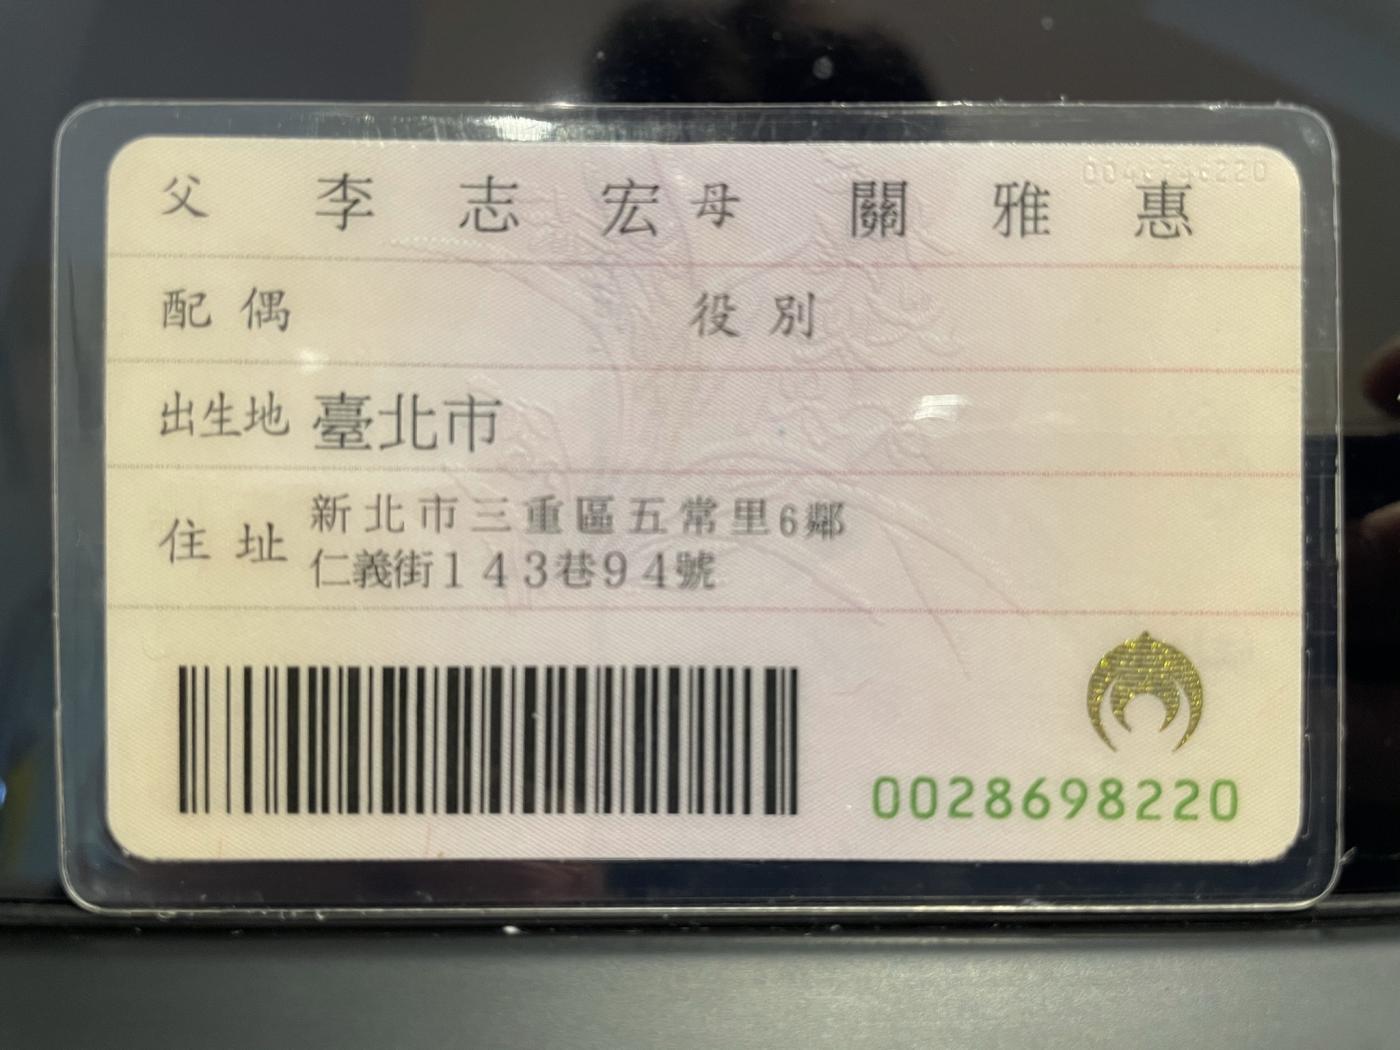 父 李志宏 母 關雅惠
配偶 役別
出生地 臺北市
住址 新北市三重區五常里6鄰
仁義街143巷94號
0028698220